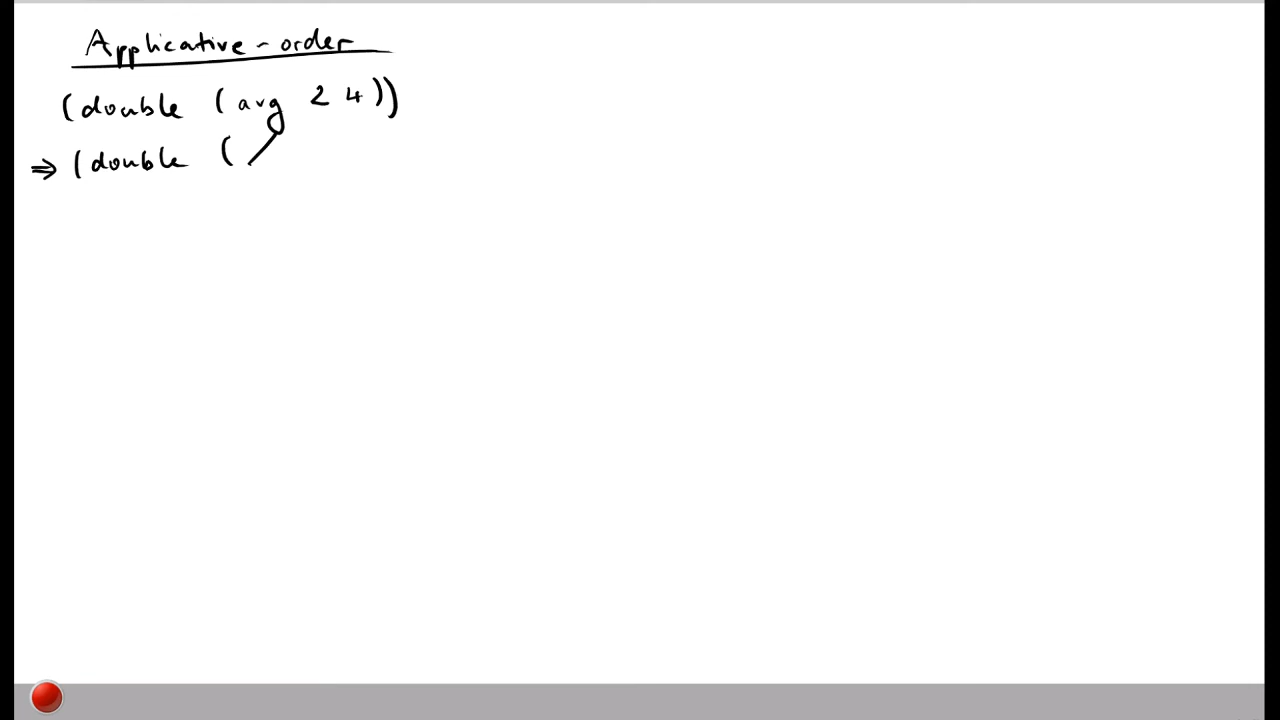 Applicative-order
(double (avg 2 4))
⇒ (double ( /